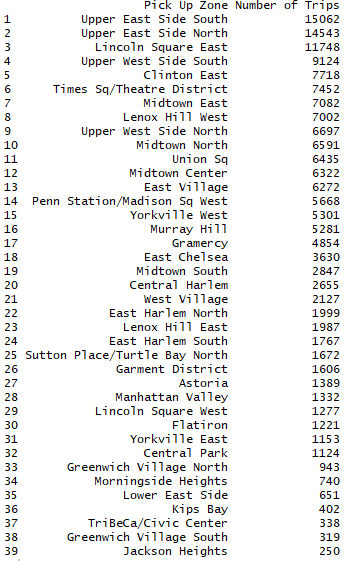 Pick Up Zone Number of Trips
1 Upper East Side South 15062
2 Upper East Side North 14543
3 Lincoln Square East 11748
4 Upper West Side South 9124
5 Clinton East 7718
6 Times Sq/Theatre District 7452
7 Midtown East 7082
8 Lenox Hill West 7002
9 Upper West Side North 6697
10 Midtown North 6591
11 Union Sq 6435
12 Midtown Center 6322
13 East Village 6272
14 Penn Station/Madison Sq West 5668
15 Yorkville West 5301
16 Murray Hill 5281
17 Gramercy 4854
18 East Chelsea 3630
19 Midtown South 2847
20 Central Harlem 2655
21 West Village 2127
22 East Harlem North 1999
23 Lenox Hill East 1987
24 East Harlem South 1767
25 Sutton Place/Turtle Bay North 1672
26 Garment District 1606
27 Astoria 1389
28 Manhattan Valley 1332
29 Lincoln Square West 1277
30 Flatiron 1221
31 Yorkville East 1153
32 Central Park 1124
33 Greenwich Village North 943
34 Morningside Heights 740
35 Lower East Side 651
36 Kips Bay 402
37 TriBeCa/Civic Center 338
38 Greenwich Village South 319
39 Jackson Heights 250